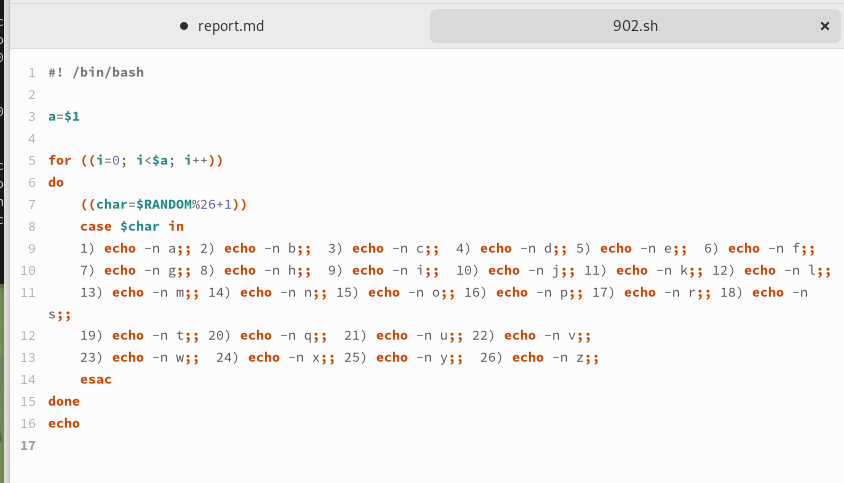 ● report.md
902.sh ×
1 #! /bin/bash
2
3 a=$1
4
5 for ((i=0; i<$a; i++))
6 do
7     ((char=$RANDOM%26+1))
8     case $char in
9     1) echo -n a;; 2) echo -n b;;  3) echo -n c;;  4) echo -n d;; 5) echo -n e;;  6) echo -n f;;
10     7) echo -n g;; 8) echo -n h;;  9) echo -n i;;  10) echo -n j;; 11) echo -n k;; 12) echo -n l;;
11     13) echo -n m;; 14) echo -n n;; 15) echo -n o;; 16) echo -n p;; 17) echo -n r;; 18) echo -n
s;;
12     19) echo -n t;; 20) echo -n q;;  21) echo -n u;; 22) echo -n v;;
13     23) echo -n w;;  24) echo -n x;; 25) echo -n y;;  26) echo -n z;;
14     esac
15 done
16 echo
17